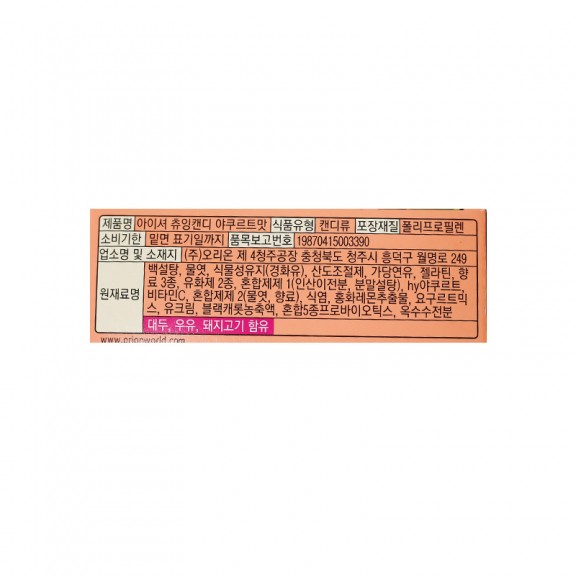 제품명 아이셔 츄잉캔디 야쿠르트맛 식품유형 캔디류 포장재질 폴리프로필렌
소비기한 밑면 표기일까지 품목보고번호 19870415003390
업소명 및 소재지 (주)오리온 제 4청주공장 충청북도 청주시 흥덕구 월명로 249
원재료명
백설탕, 물엿, 식물성유지(경화유), 산도조절제, 가당연유, 젤라틴, 향
료 3종, 유화제 2종, 혼합제제 1(인산이전분, 분말설탕), hy야쿠르트,
비타민C, 혼합제제 2(물엿, 향료), 식염, 홍화레몬추출물, 요구르트믹
스, 유크림, 블랙캐롯농축액, 혼합5종프로바이오틱스, 옥수수전분
대두, 우유, 돼지고기 함유
www.orionworld.com